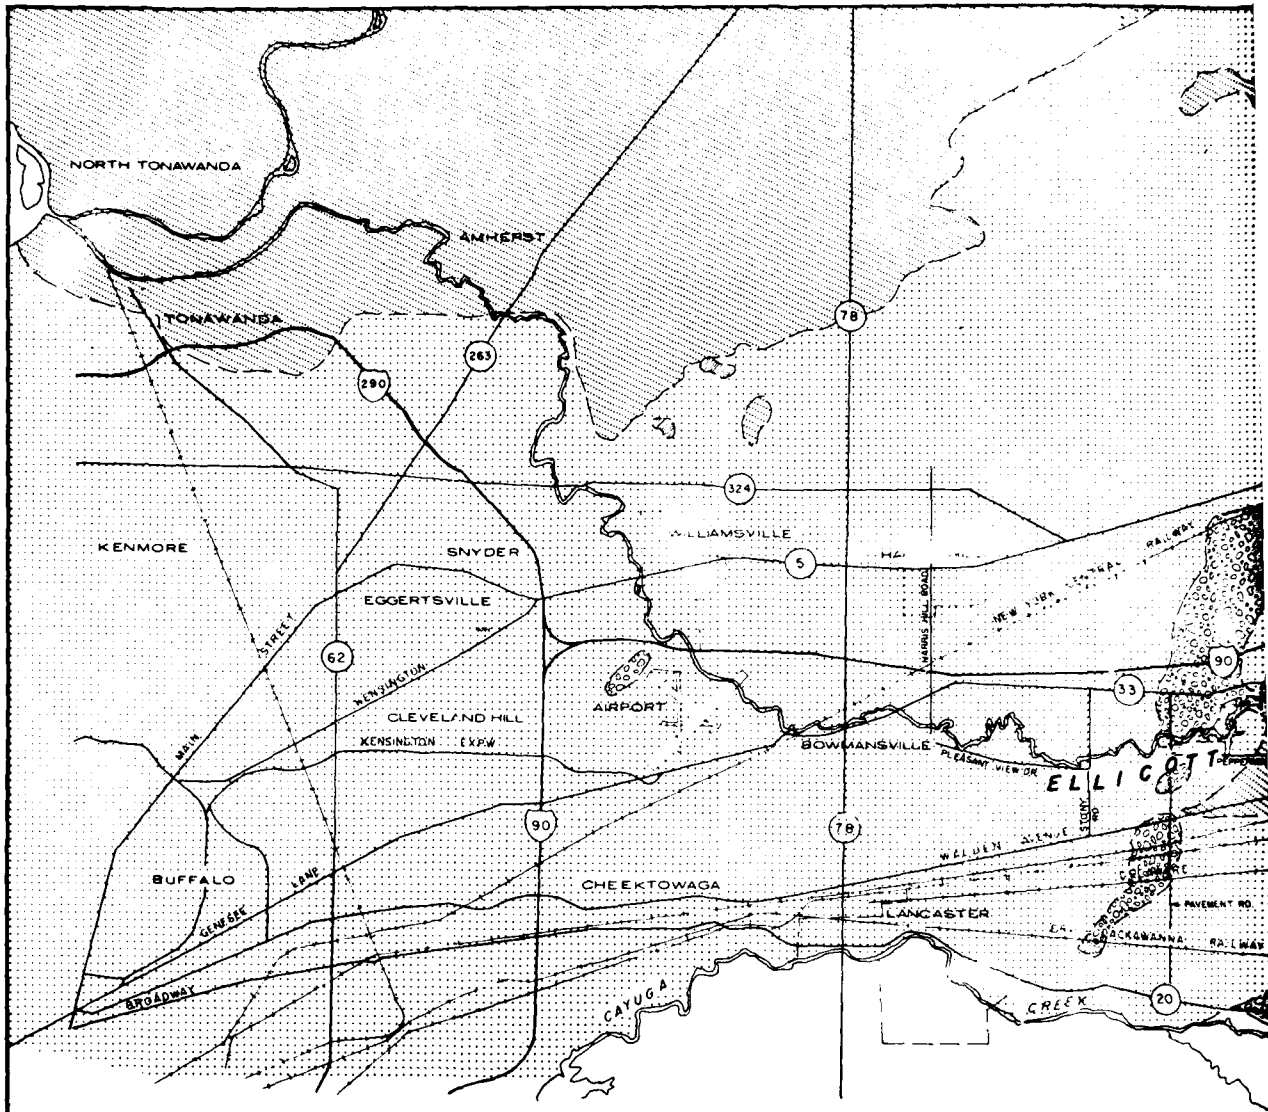 NORTH TONAWANDA
AMHERST
TONAWANDA
78
263
290
324
WILLIAMSVILLE
KENMORE
SNYDER
5
NEW YORK CENTRAL RAILWAY
EGGERTSVILLE
HARRIS HILL ROAD
MAIN STREET
62
KENSINGTON
90
33
AIRPORT
CLEVELAND HILL
KENSINGTON EXPW
BOWMANSVILLE
PLEASANT VIEW DR
ELLICOTT
STONY RD
90
78
WALDEN AVENUE
BUFFALO
GENESEE
LANE
CHEEKTOWAGA
LANCASTER
PAVEMENT RD.
LACKAWANNA RAILWAY
BROADWAY
CAYUGA CREEK
20